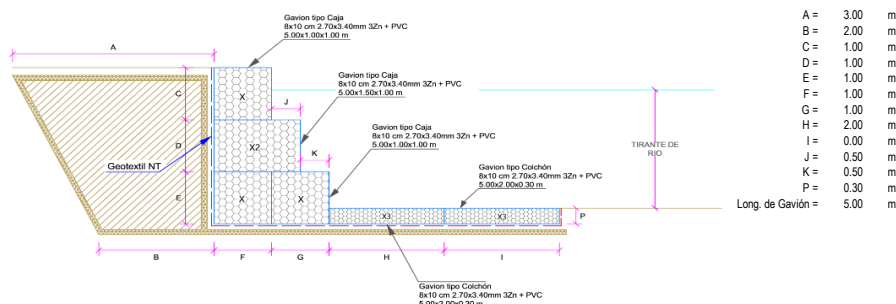 Gavion tipo Caja
8x10 cm 2.70x3.40mm 3Zn + PVC
5.00x1.00x1.00 m
A
Gavion tipo Caja
8x10 cm 2.70x3.40mm 3Zn + PVC
5.00x1.50x1.00 m
C
X
J
Gavion tipo Caja
8x10 cm 2.70x3.40mm 3Zn + PVC
5.00x1.00x1.00 m
D
X2
K
TIRANTE DE
RIO
Geotextil NT
Gavion tipo Colchón
8x10 cm 2.70x3.40mm 3Zn + PVC
5.00x2.00x0.30 m
E
X
X
X3
X3
P
B
F
G
H
I
Gavion tipo Colchón
8x10 cm 2.70x3.40mm 3Zn + PVC
5.00x2.00x0.30 m
A = 3.00 m
B = 2.00 m
C = 1.00 m
D = 1.00 m
E = 1.00 m
F = 1.00 m
G = 1.00 m
H = 2.00 m
I = 0.00 m
J = 0.50 m
K = 0.50 m
P = 0.30 m
Long. de Gavión = 5.00 m